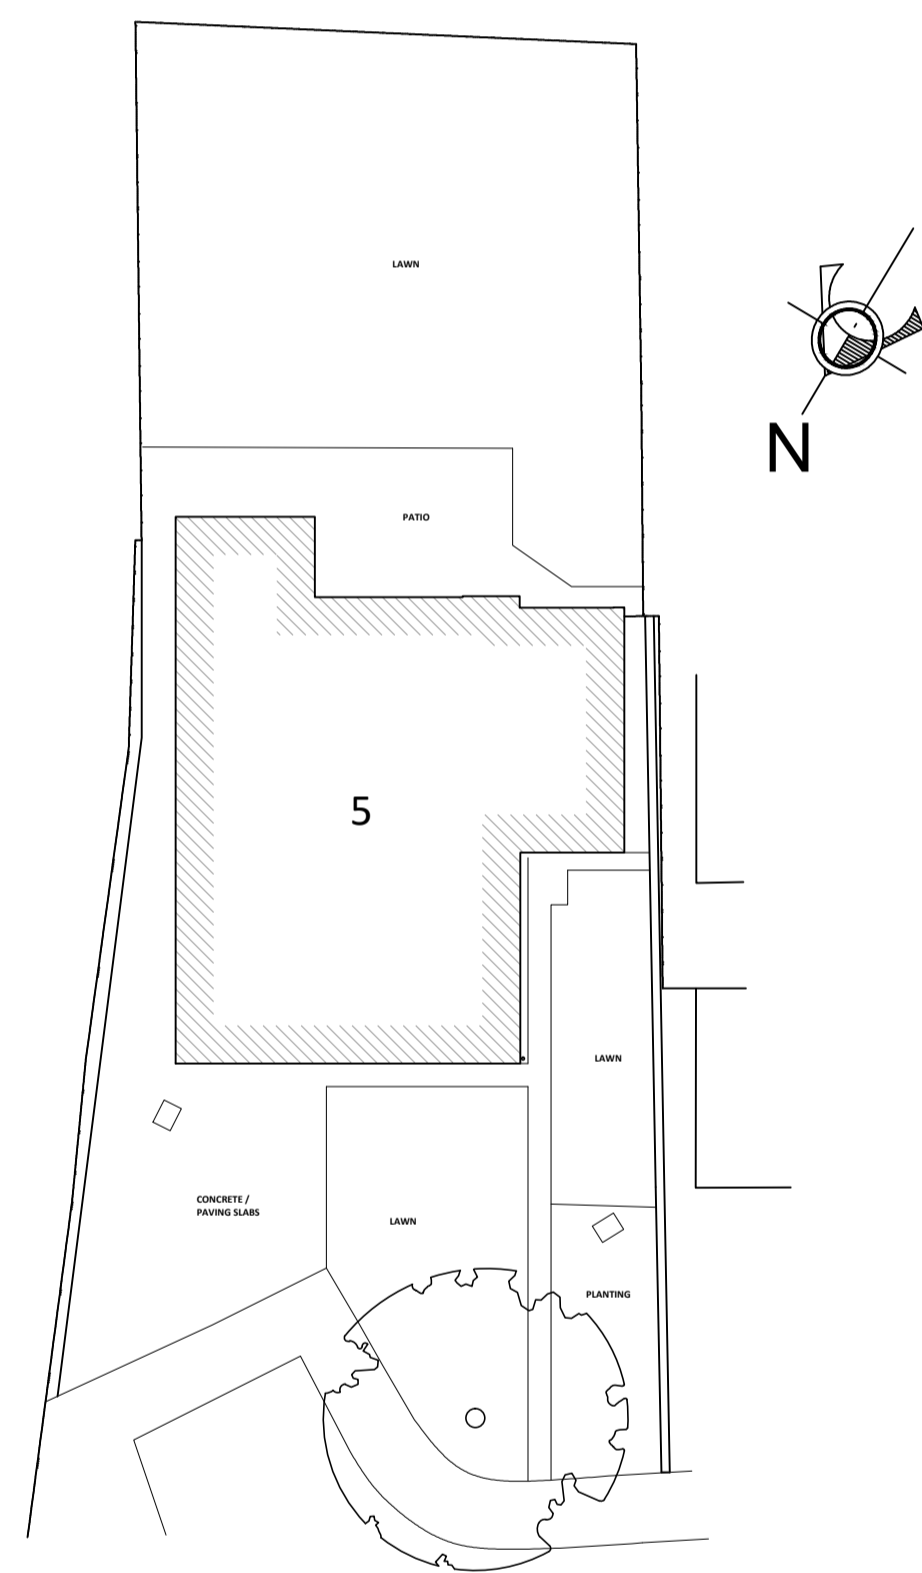 LAWN
N
PATIO
5
LAWN
CONCRETE /
PAVING SLABS
LAWN
PLANTING